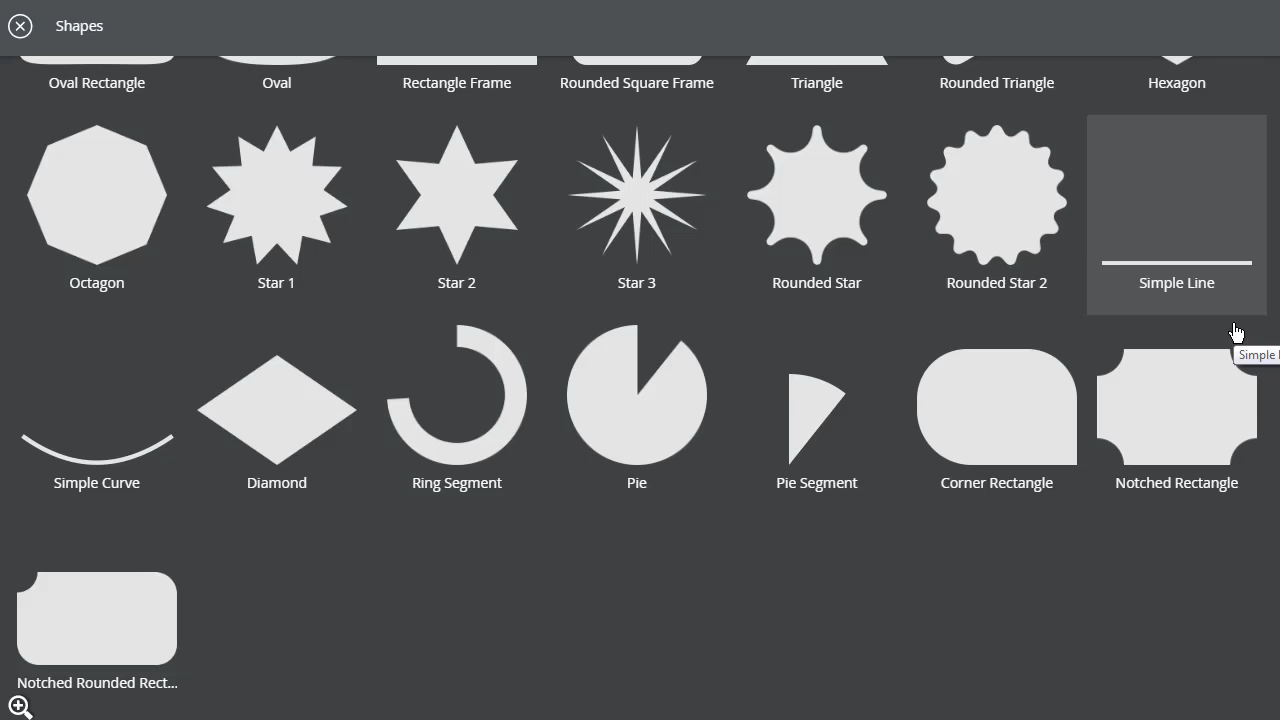 Shapes
Oval Rectangle
Oval
Rectangle Frame
Rounded Square Frame
Triangle
Rounded Triangle
Hexagon
Octagon
Star 1
Star 2
Star 3
Rounded Star
Rounded Star 2
Simple Line
Simple
Simple Curve
Diamond
Ring Segment
Pie
Pie Segment
Corner Rectangle
Notched Rectangle
Notched Rounded Rect...